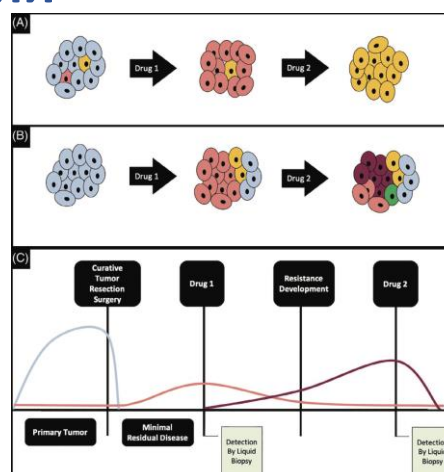 (A)
Drug 1
Drug 2
(B)
Drug 1
Drug 2
(C)
Curative
Tumor
Resection
Surgery
Drug 1
Resistance
Development
Drug 2
Primary Tumor
Minimal
Residual Disease
Detection
By Liquid
Biopsy
Detection
By Liquid
Biopsy